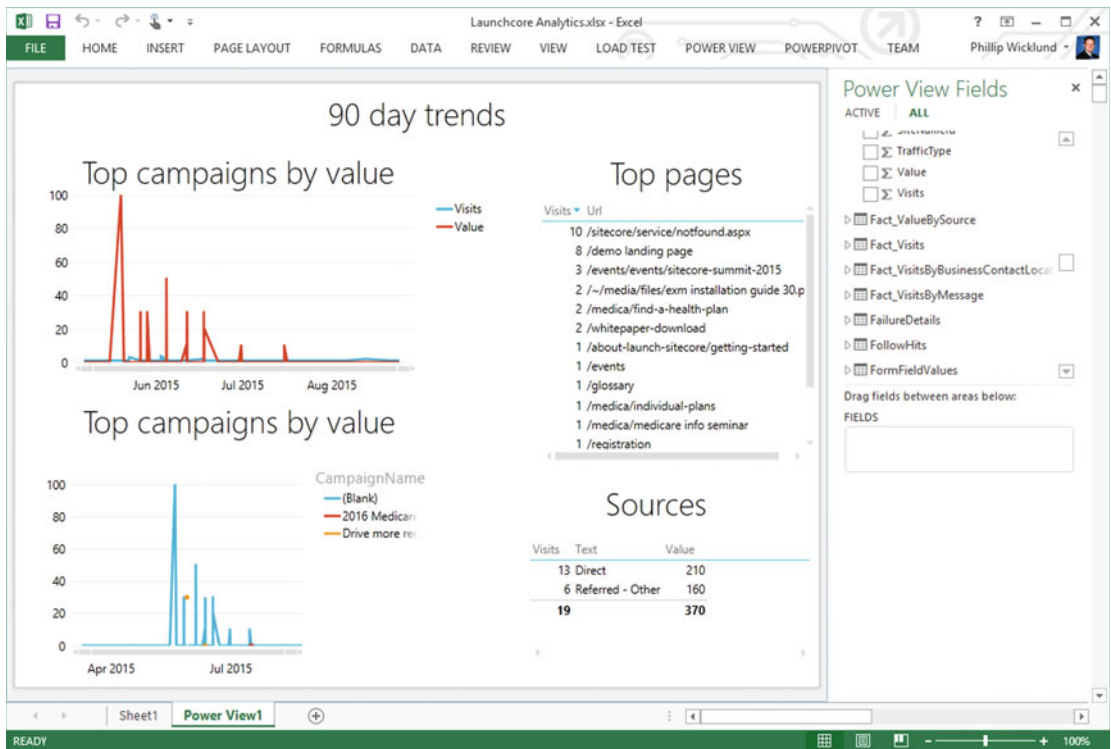 Launchcore Analytics.xlsx - Excel
FILE HOME INSERT PAGE LAYOUT FORMULAS DATA REVIEW VIEW LOAD TEST POWER VIEW POWERPIVOT TEAM Phillip Wicklund
90 day trends
Top campaigns by value
100
80
60
40
20
0
Jun 2015 Jul 2015 Aug 2015
Visits
Value
Top campaigns by value
100
80
60
40
20
0
Apr 2015 Jul 2015
CampaignName
(Blank)
2016 Medicare
Drive more re
Top pages
Visits Url
10 /sitecore/service/notfound.aspx
8 /demo landing page
3 /events/events/sitecore-summit-2015
2 /~/media/files/exm installation guide 30.p
2 /medica/find-a-health-plan
2 /whitepaper-download
1 /about-launch-sitecore/getting-started
1 /events
1 /glossary
1 /medica/individual-plans
1 /medica/medicare info seminar
1 /registration
Sources
Visits Text Value
13 Direct 210
6 Referred - Other 160
19 370
Power View Fields
ACTIVE ALL
TrafficType
Value
Visits
Fact_ValueBySource
Fact_Visits
Fact_VisitsByBusinessContactLocat
Fact_VisitsByMessage
FailureDetails
FollowHits
FormFieldValues
Drag fields between areas below:
FIELDS
Sheet1 Power View1
READY 100%